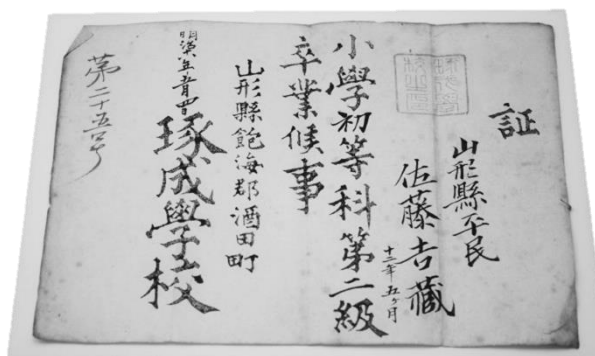 証
山形縣平民
佐藤吉藏
十二年五ヶ月
小學初等科第二級
卒業候事
山形縣飽海郡酒田町
琢成學校
第二十五号